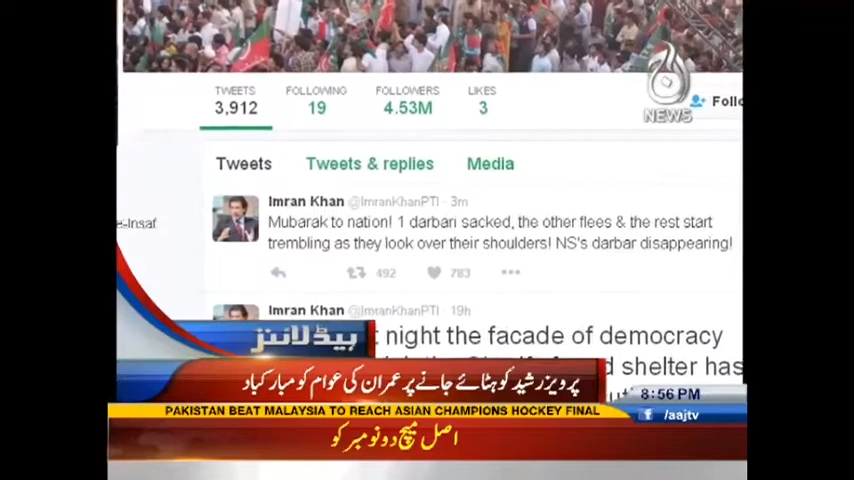 TWEETS FOLLOWING FOLLOWERS LIKES
3,912 19 4.53M 3
Follo
NEWS
Tweets Tweets & replies Media
Imran Khan @ImranKhanPTI · 3m
e-Insaf
Mubarak to nation! 1 darbari sacked, the other flees & the rest start
trembling as they look over their shoulders! NS's darbar disappearing!
492 783
Imran Khan @ImranKhanPTI · 19h
night the facade of democracy
ہیڈلائنز
shelter has
پرویز رشید کو ہٹائے جانے پر عمران کی عوام کو مبارکباد
8:56 PM
PAKISTAN BEAT MALAYSIA TO REACH ASIAN CHAMPIONS HOCKEY FINAL
/aajtv
اصل میچ دو نومبر کو